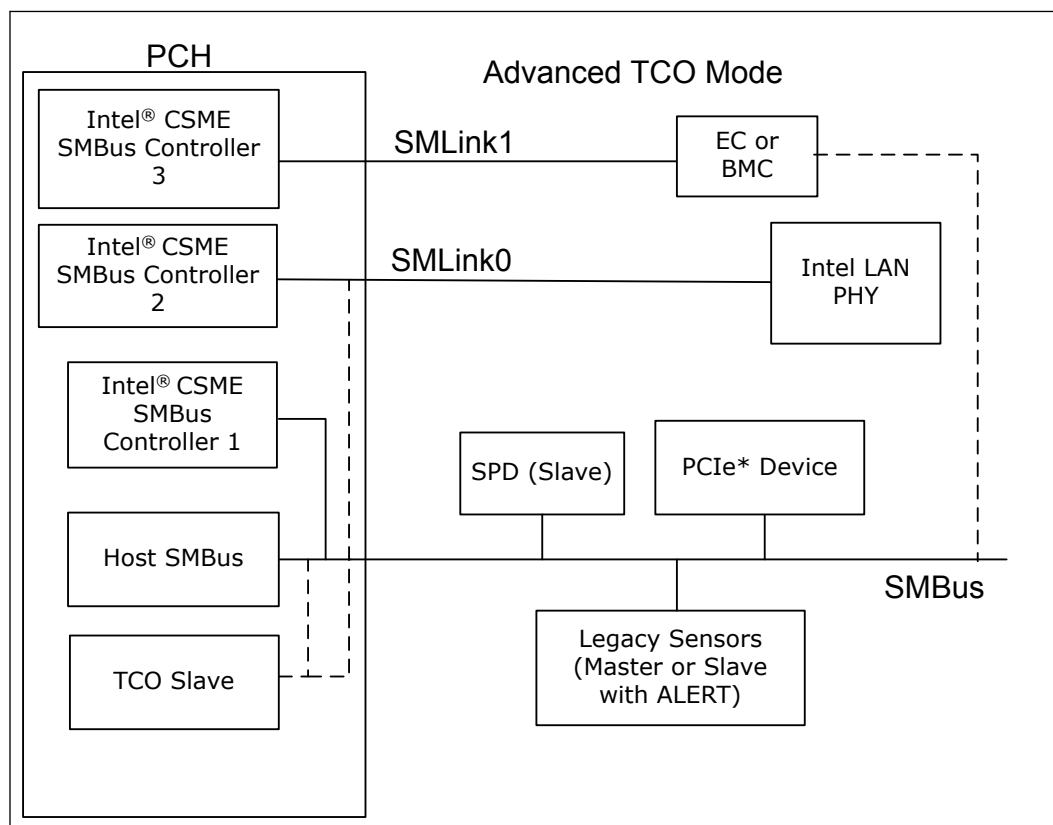 PCH
Advanced TCO Mode
Intel® CSME
SMBus Controller
3
SMLink1
EC or
BMC
Intel® CSME
SMBus Controller
2
SMLink0
Intel LAN
PHY
Intel® CSME
SMBus
Controller 1
SPD (Slave)
PCIe* Device
Host SMBus
SMBus
TCO Slave
Legacy Sensors
(Master or Slave
with ALERT)